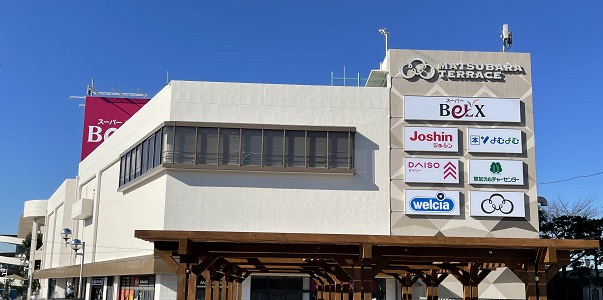 MATSUBARA
TERRACE
スーパー
BeLX
スーパー
Be
Joshin
ジョーシン
本 よむよむ
DAISO
ダイソー
草加カルチャーセンター
welcia